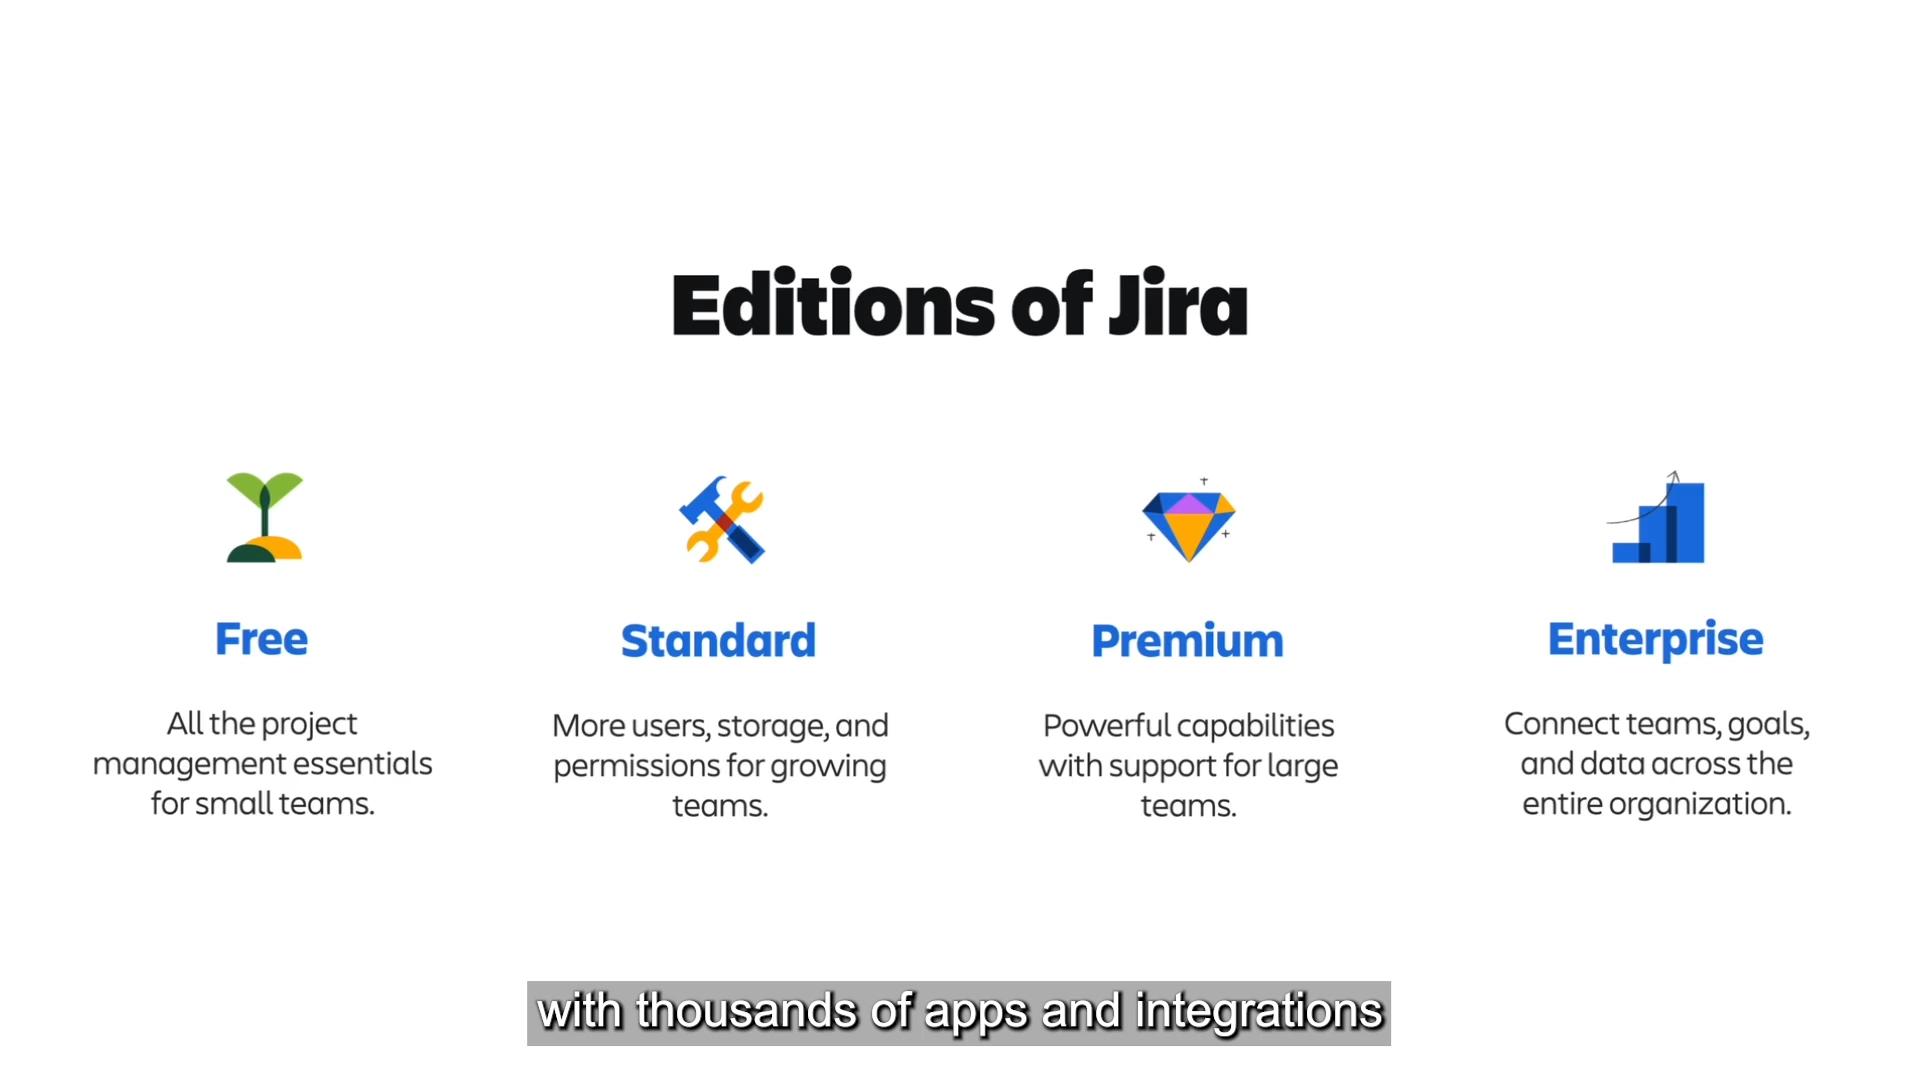 Editions of Jira
Free
All the project
management essentials
for small teams.
Standard
More users, storage, and
permissions for growing
teams.
Premium
Powerful capabilities
with support for large
teams.
Enterprise
Connect teams, goals,
and data across the
entire organization.
with thousands of apps and integrations